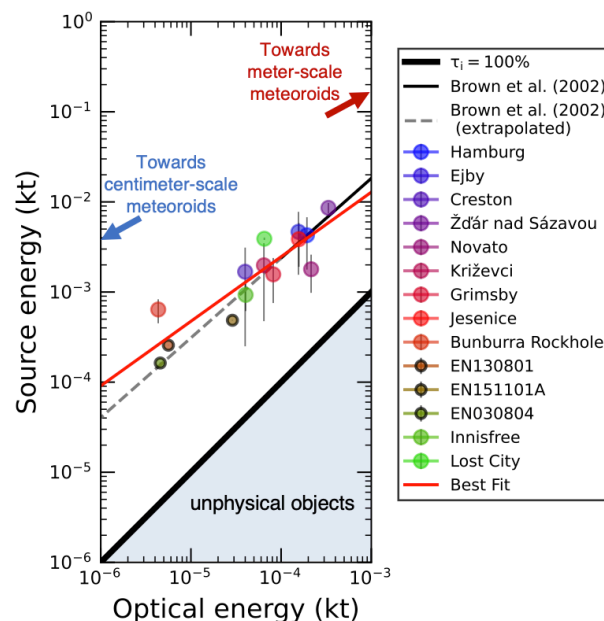 10⁰
10⁻¹
10⁻²
10⁻³
10⁻⁴
10⁻⁵
10⁻⁶
Source energy (kt)
10⁻⁶
10⁻⁵
10⁻⁴
10⁻³
Optical energy (kt)
Towards
meter-scale
meteoroids
Towards
centimeter-scale
meteoroids
unphysical objects
τᵢ = 100%
Brown et al. (2002)
Brown et al. (2002)
(extrapolated)
Hamburg
Ejby
Creston
Žďár nad Sázavou
Novato
Križevci
Grimsby
Jesenice
Bunburra Rockhole
EN130801
EN151101A
EN030804
Innisfree
Lost City
Best Fit